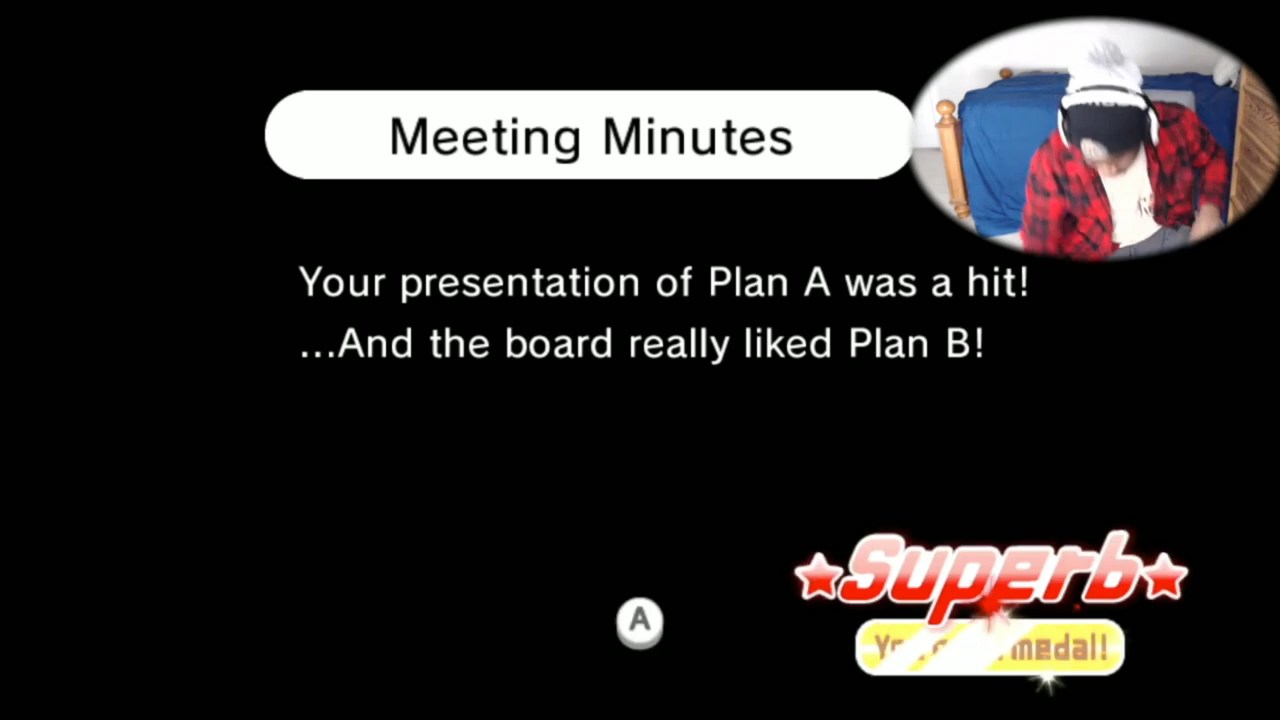 Meeting Minutes
Your presentation of Plan A was a hit!
...And the board really liked Plan B!
A
Superb
medal!